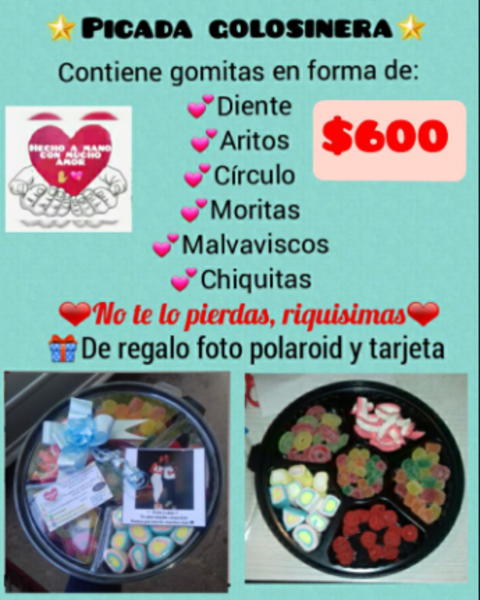 PICADA GOLOSINERA
Contiene gomitas en forma de:
Diente
Aritos
$600
HECHO A MANO
CON MUCHO
AMOR
Círculo
Moritas
Malvaviscos
Chiquitas
No te lo pierdas, riquisimas
De regalo foto polaroid y tarjeta